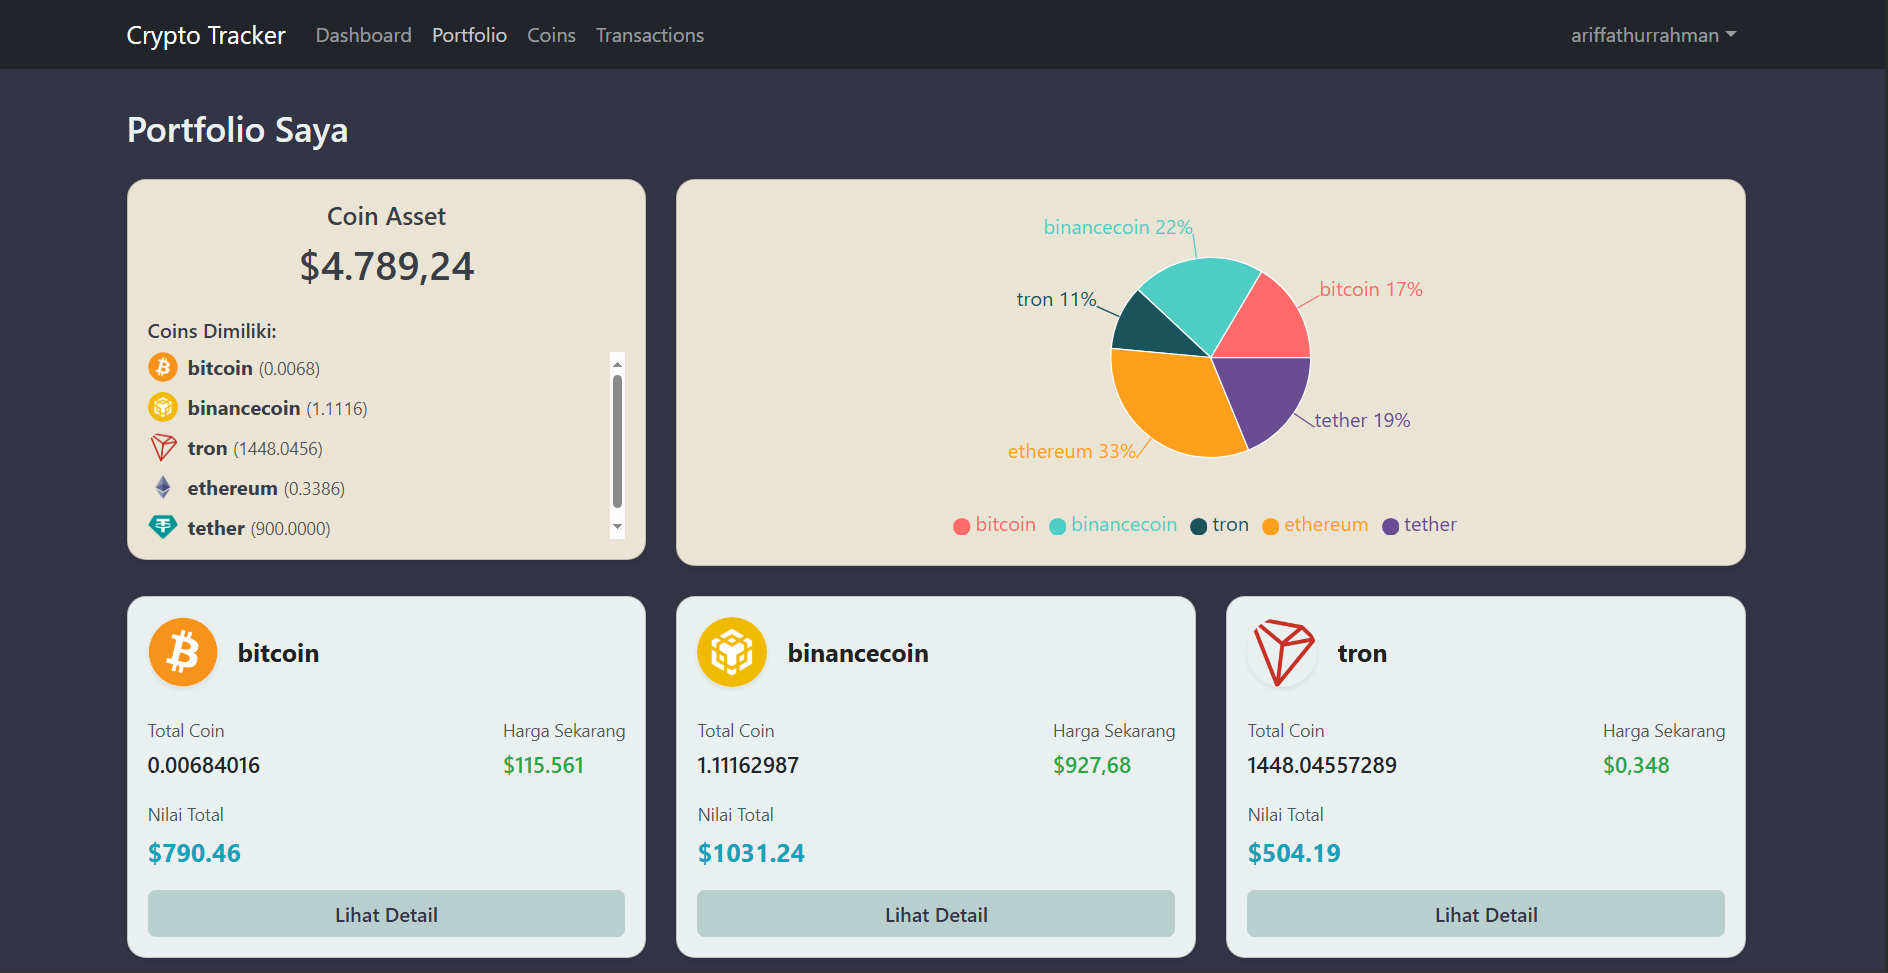 Crypto Tracker Dashboard Portfolio Coins Transactions ariffathurrahman
Portfolio Saya
Coin Asset
$4.789,24
Coins Dimiliki:
bitcoin (0.0068)
binancecoin (1.1116)
tron (1448.0456)
ethereum (0.3386)
tether (900.0000)
binancecoin 22%
bitcoin 17%
tron 11%
tether 19%
ethereum 33%
bitcoin binancecoin tron ethereum tether
bitcoin
Total Coin Harga Sekarang
0.00684016 $115.561
Nilai Total
$790.46
Lihat Detail
binancecoin
Total Coin Harga Sekarang
1.11162987 $927,68
Nilai Total
$1031.24
Lihat Detail
tron
Total Coin Harga Sekarang
1448.04557289 $0,348
Nilai Total
$504.19
Lihat Detail